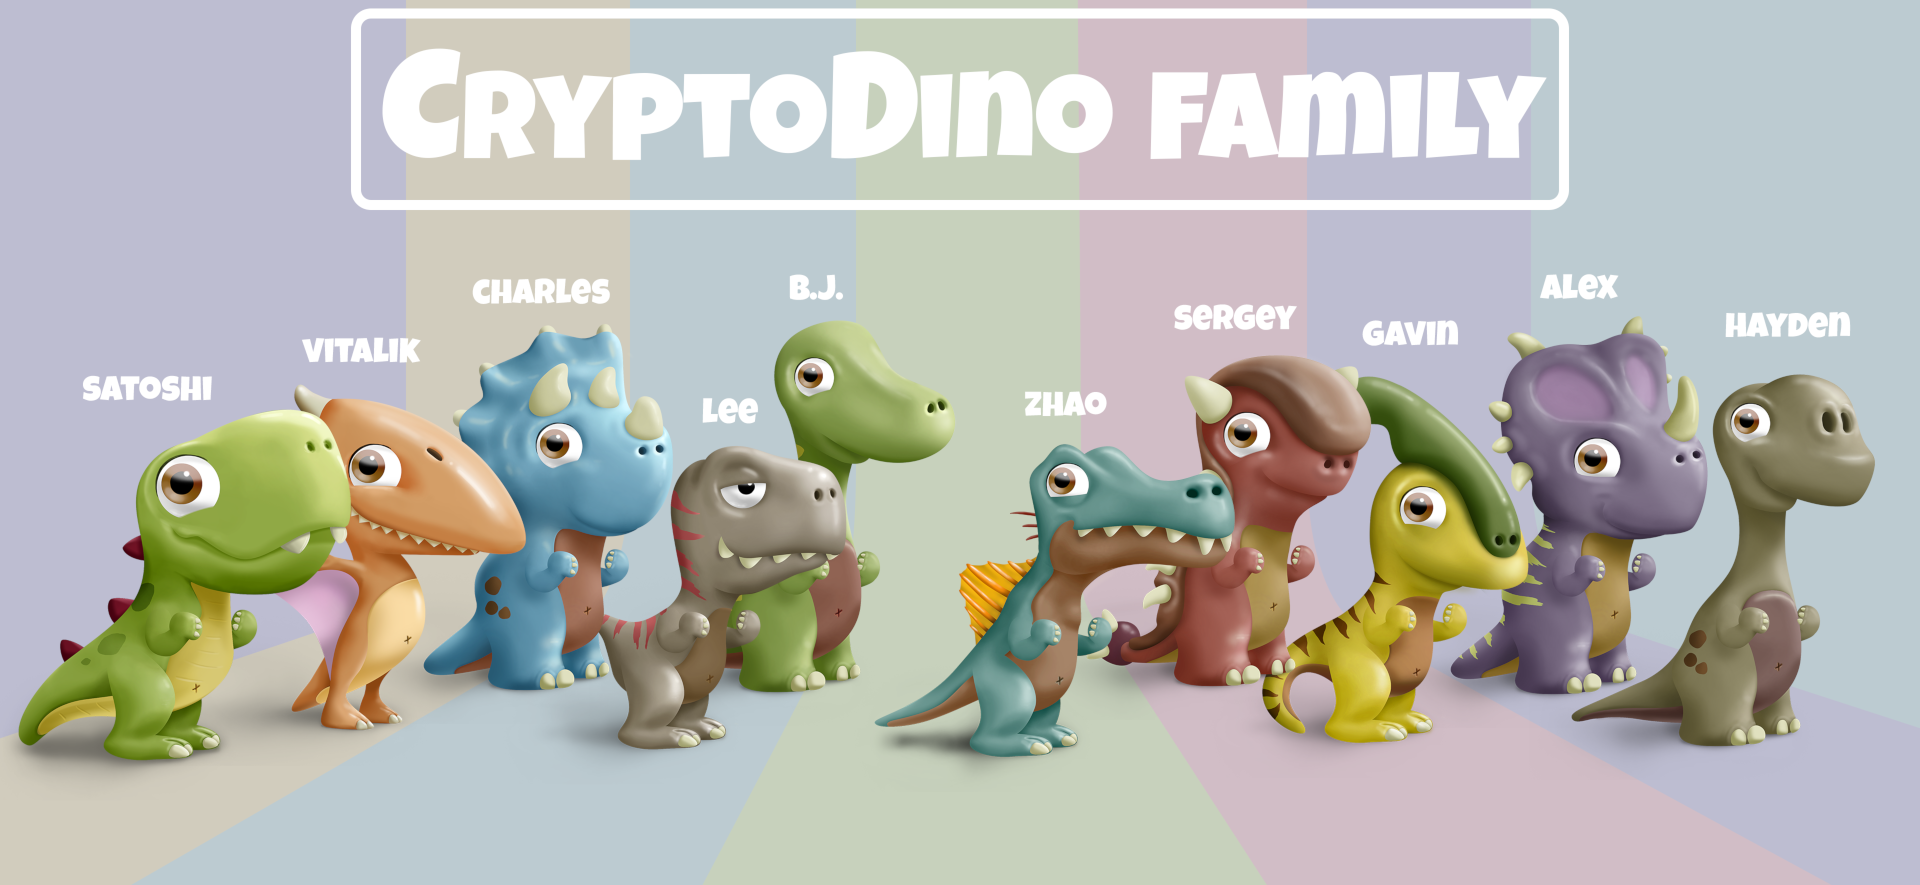 CRYPTODINO FAMILY
SATOSHI
VITALIK
CHARLES
LEE
B.J.
ZHAO
SERGEY
GAVIN
ALEX
HAYDEN